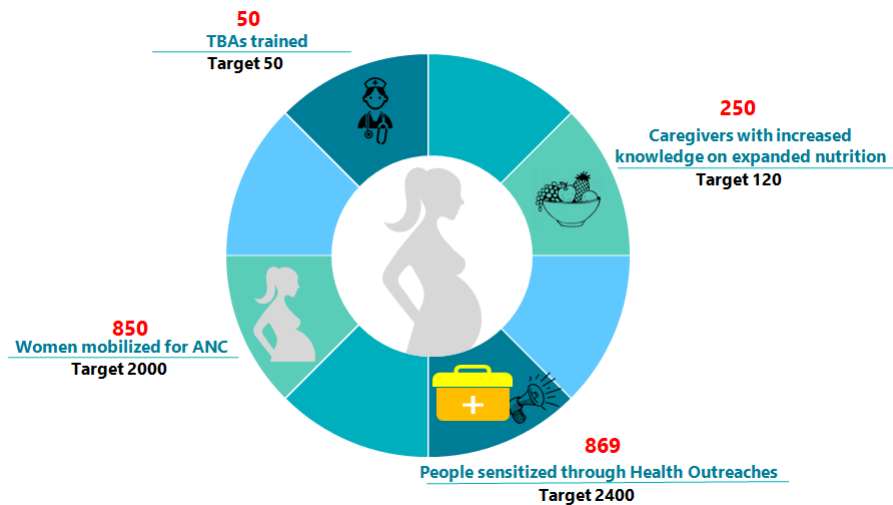 50
TBAs trained
Target 50
250
Caregivers with increased
knowledge on expanded nutrition
Target 120
850
Women mobilized for ANC
Target 2000
869
People sensitized through Health Outreaches
Target 2400